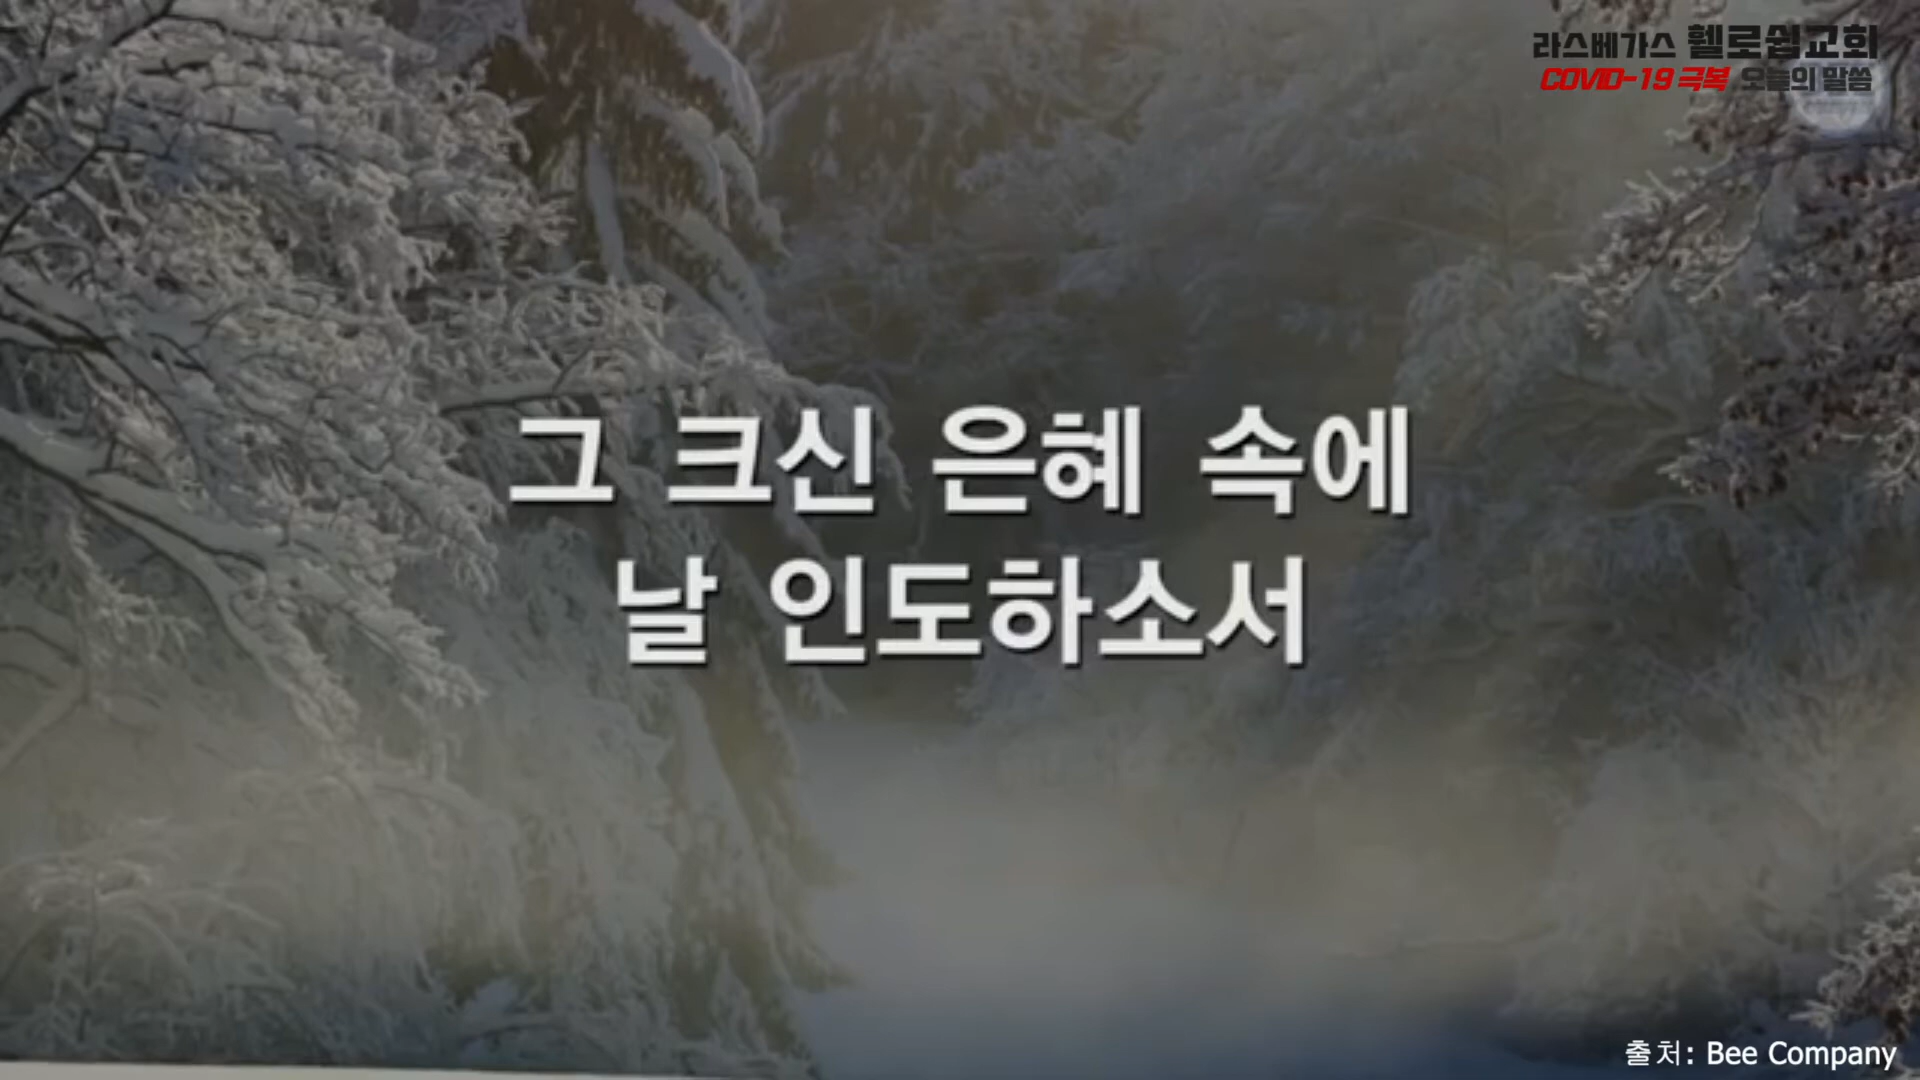 라스베가스 휄로쉽교회
COVID-19 극복 오늘의 말씀
그 크신 은혜 속에
날 인도하소서
출처: Bee Company